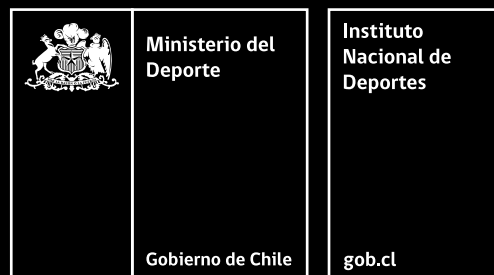 Ministerio del
Deporte
Gobierno de Chile
Instituto
Nacional de
Deportes
gob.cl